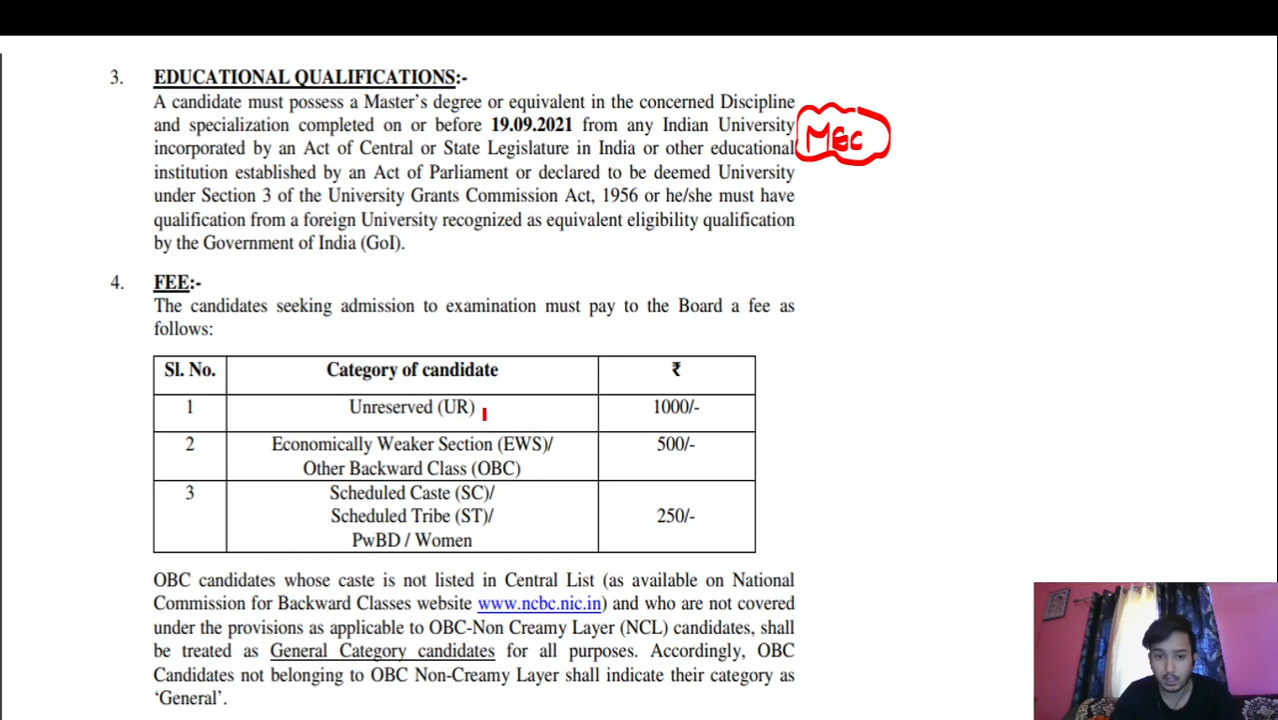 3. EDUCATIONAL QUALIFICATIONS:-
A candidate must possess a Master's degree or equivalent in the concerned Discipline
and specialization completed on or before 19.09.2021 from any Indian University
incorporated by an Act of Central or State Legislature in India or other educational
institution established by an Act of Parliament or declared to be deemed University
under Section 3 of the University Grants Commission Act, 1956 or he/she must have
qualification from a foreign University recognized as equivalent eligibility qualification
by the Government of India (GoI).
4. FEE:-
The candidates seeking admission to examination must pay to the Board a fee as
follows:
Sl. No. Category of candidate ₹
1 Unreserved (UR) 1000/-
2 Economically Weaker Section (EWS)/ 500/-
Other Backward Class (OBC)
3 Scheduled Caste (SC)/
Scheduled Tribe (ST)/ 250/-
PwBD / Women
OBC candidates whose caste is not listed in Central List (as available on National
Commission for Backward Classes website www.ncbc.nic.in) and who are not covered
under the provisions as applicable to OBC-Non Creamy Layer (NCL) candidates, shall
be treated as General Category candidates for all purposes. Accordingly, OBC
Candidates not belonging to OBC Non-Creamy Layer shall indicate their category as
'General'.